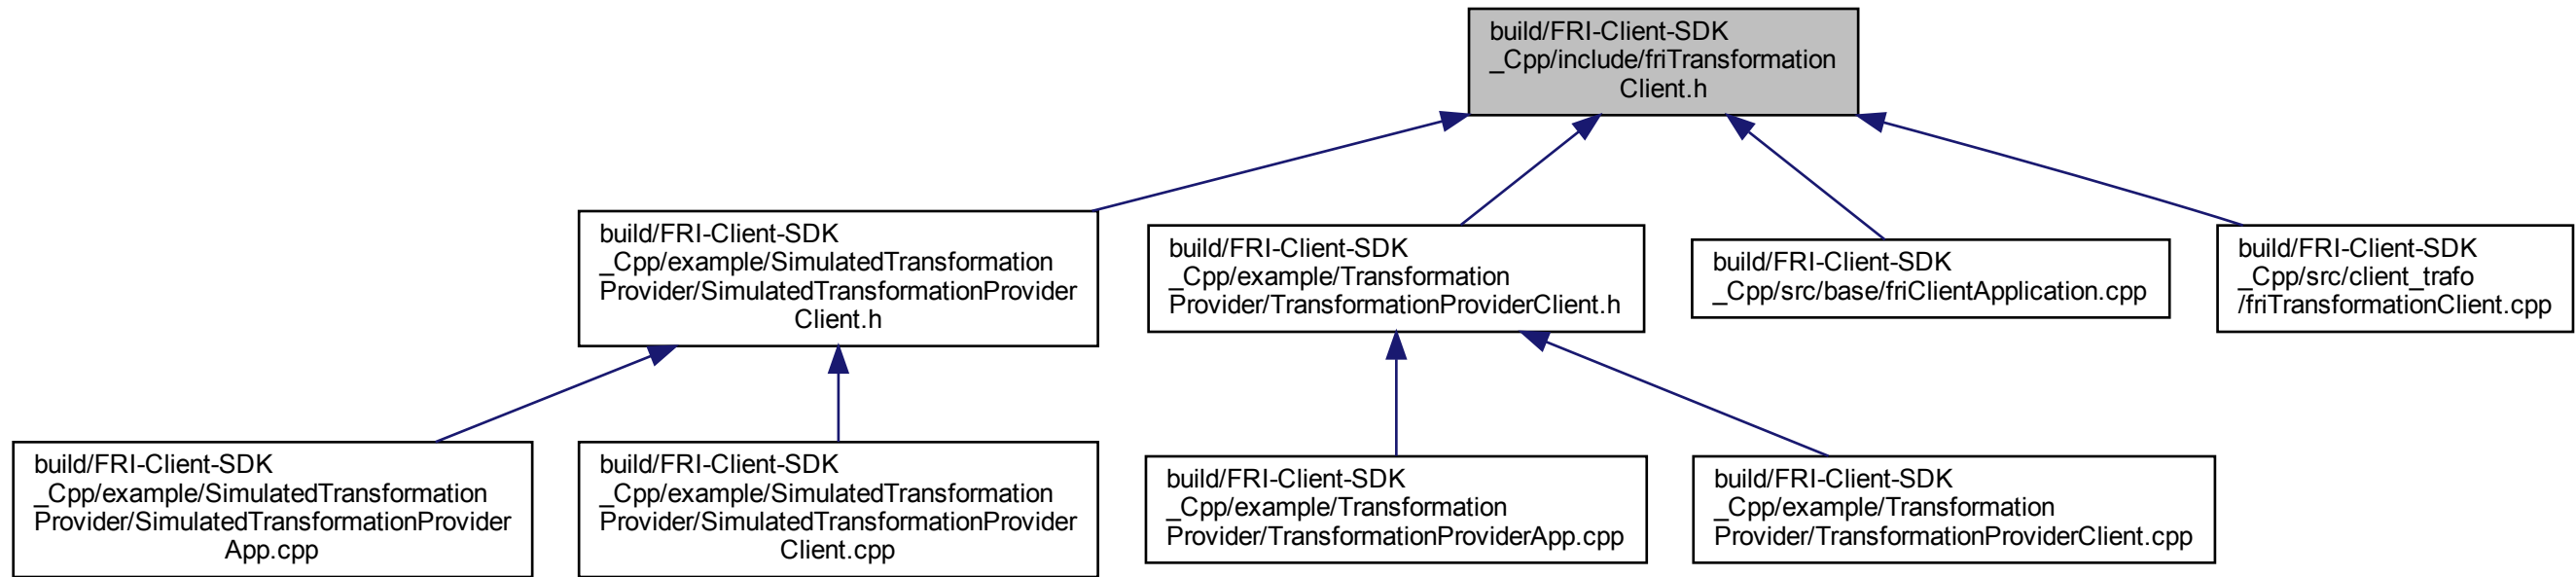 build/FRI-Client-SDK
_Cpp/include/friTransformation
Client.h
build/FRI-Client-SDK
_Cpp/example/SimulatedTransformation
Provider/SimulatedTransformationProvider
Client.h
build/FRI-Client-SDK
_Cpp/example/Transformation
Provider/TransformationProviderClient.h
build/FRI-Client-SDK
_Cpp/src/base/friClientApplication.cpp
build/FRI-Client-SDK
_Cpp/src/client_trafo
/friTransformationClient.cpp
build/FRI-Client-SDK
_Cpp/example/SimulatedTransformation
Provider/SimulatedTransformationProvider
App.cpp
build/FRI-Client-SDK
_Cpp/example/SimulatedTransformation
Provider/SimulatedTransformationProvider
Client.cpp
build/FRI-Client-SDK
_Cpp/example/Transformation
Provider/TransformationProviderApp.cpp
build/FRI-Client-SDK
_Cpp/example/Transformation
Provider/TransformationProviderClient.cpp